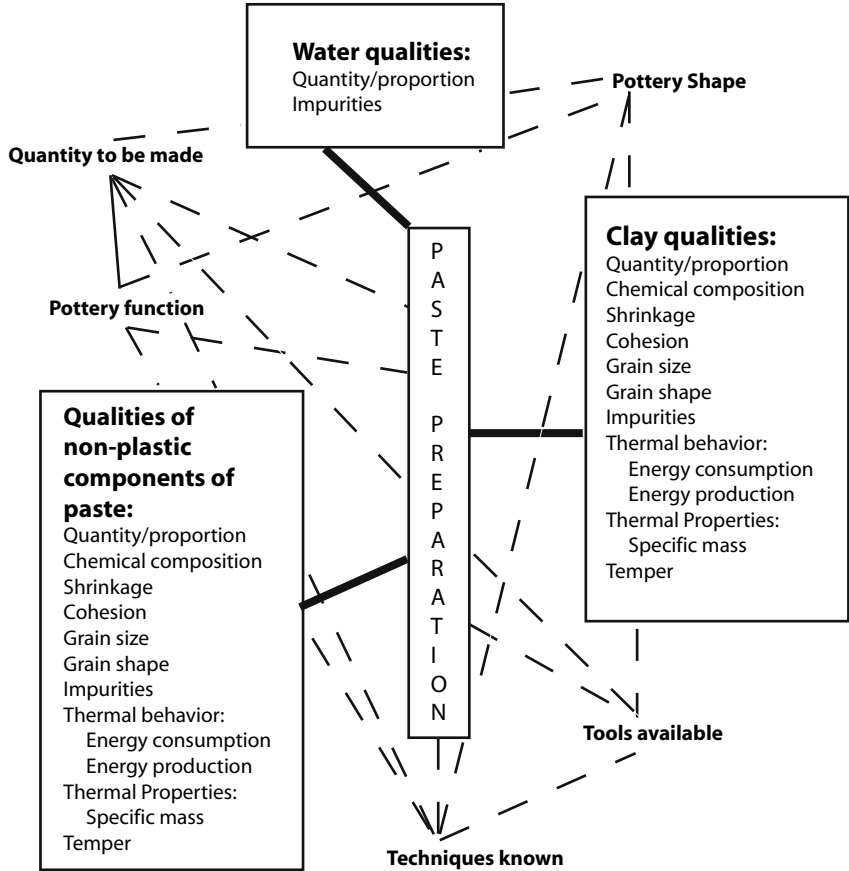 Water qualities:
Quantity/proportion
Impurities
Pottery Shape
Quantity to be made
Pottery function
PASTE PREPARATION
Clay qualities:
Quantity/proportion
Chemical composition
Shrinkage
Cohesion
Grain size
Grain shape
Impurities
Thermal behavior:
Energy consumption
Energy production
Thermal Properties:
Specific mass
Temper
Qualities of
non-plastic
components of
paste:
Quantity/proportion
Chemical composition
Shrinkage
Cohesion
Grain size
Grain shape
Impurities
Thermal behavior:
Energy consumption
Energy production
Thermal Properties:
Specific mass
Temper
Tools available
Techniques known